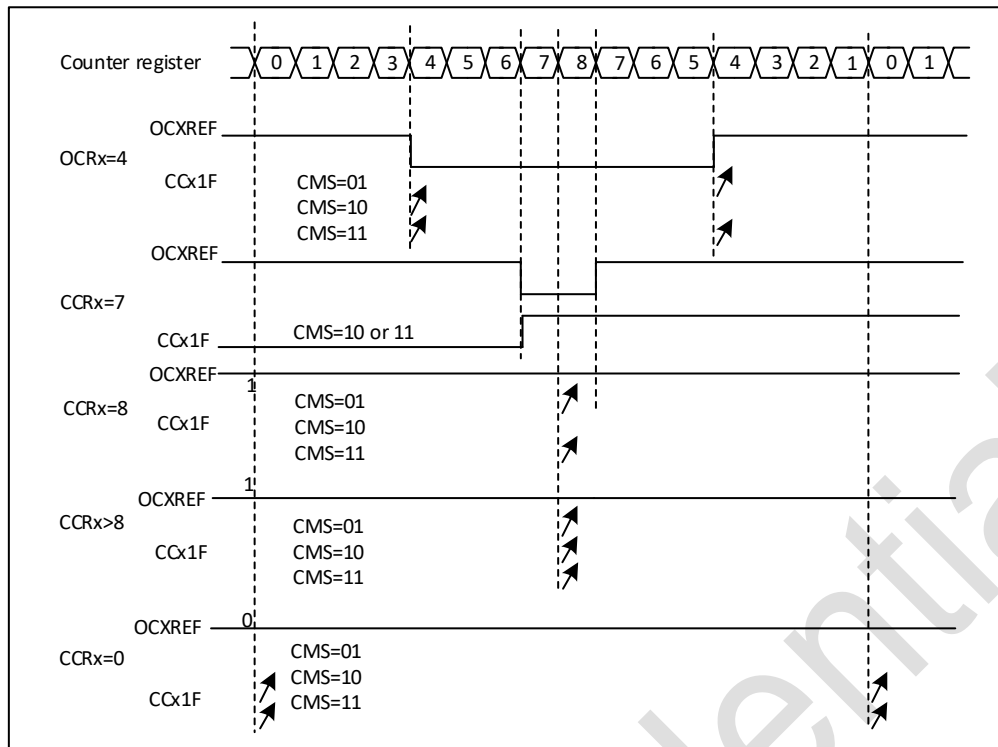 Counter register 0 1 2 3 4 5 6 7 8 7 6 5 4 3 2 1 0 1
OCXREF
OCRx=4
CCx1F
CMS=01
CMS=10
CMS=11
OCXREF
CCRx=7
CCx1F
CMS=10 or 11
OCXREF
1
CCRx=8
CCx1F
CMS=01
CMS=10
CMS=11
OCXREF
1
CCRx>8
CCx1F
CMS=01
CMS=10
CMS=11
OCXREF
0
CCRx=0
CCx1F
CMS=01
CMS=10
CMS=11